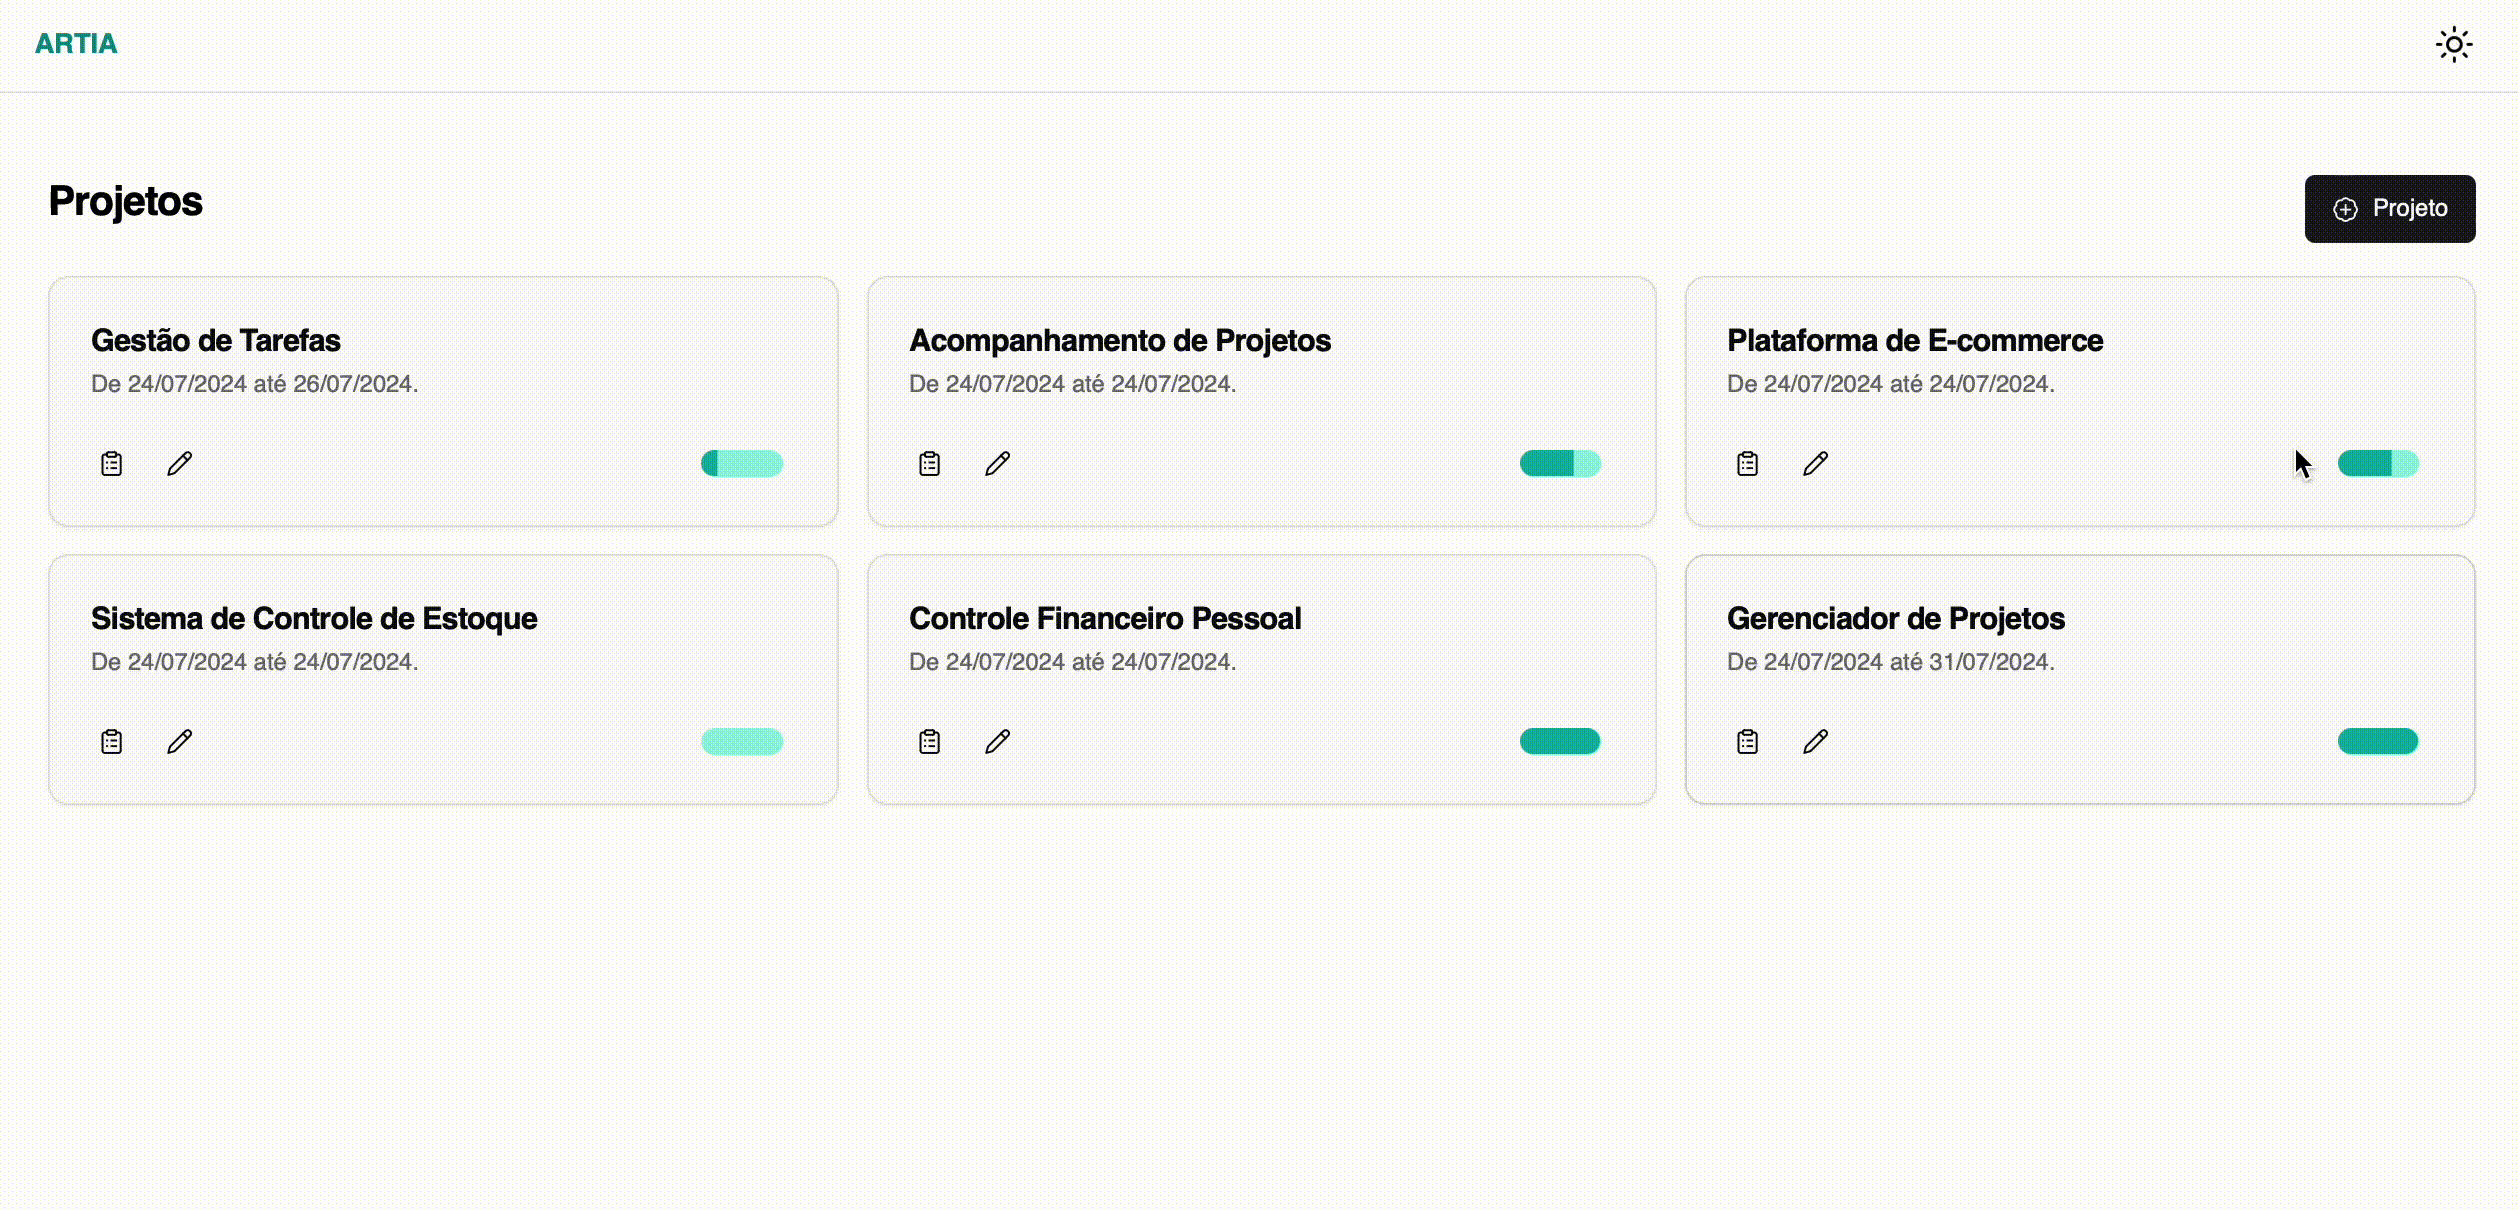 ARTIA
Projetos
Projeto
Gestão de Tarefas
De 24/07/2024 até 26/07/2024.
Acompanhamento de Projetos
De 24/07/2024 até 24/07/2024.
Plataforma de E-commerce
De 24/07/2024 até 24/07/2024.
Sistema de Controle de Estoque
De 24/07/2024 até 24/07/2024.
Controle Financeiro Pessoal
De 24/07/2024 até 24/07/2024.
Gerenciador de Projetos
De 24/07/2024 até 31/07/2024.